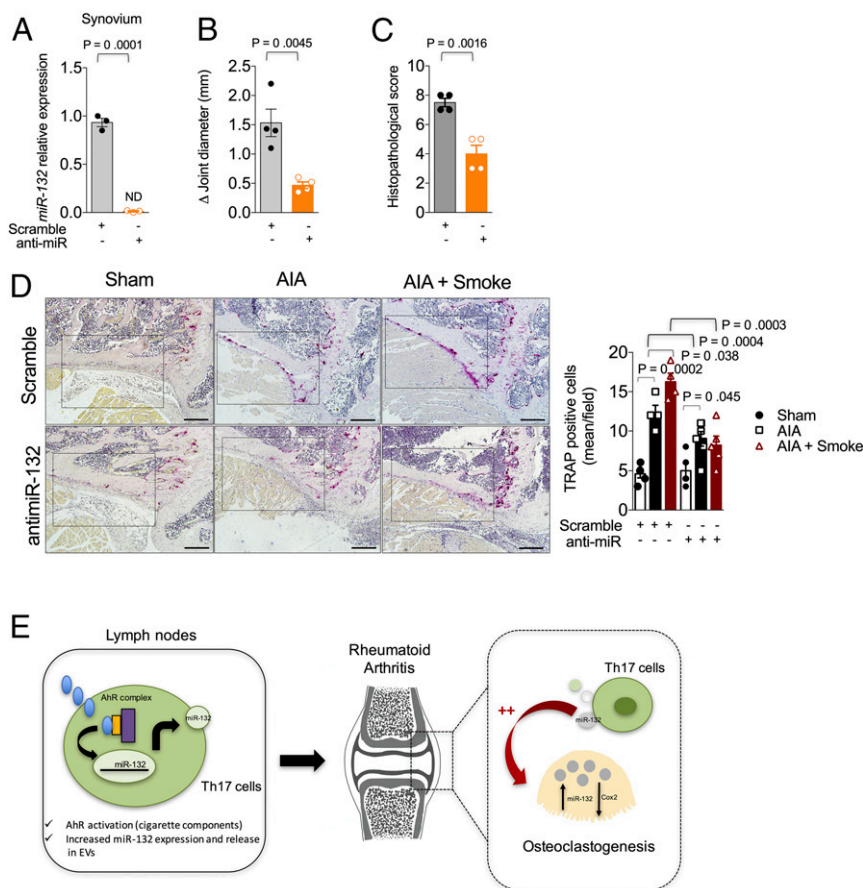 A
Synovium
P = 0 .0001
miR-132 relative expression
1.5
1.0
0.5
0.0
ND
Scramble + -
anti-miR - +
B
P = 0 .0045
Δ Joint diameter (mm)
2.5
2.0
1.5
1.0
0.5
0.0
+ -
- +
C
P = 0 .0016
Histopathological score
10
8
6
4
2
0
+ -
- +
D
Sham
AIA
AIA + Smoke
Scramble
antimiR-132
P = 0 .0003
P = 0 .0004
P = 0 .038
P = 0 .0002
P = 0 .045
TRAP positive cells
(mean/field)
20
15
10
5
0
Sham
AIA
AIA + Smoke
Scramble + + + - - -
anti-miR - - - + + +
E
Lymph nodes
AhR complex
miR-132
miR-132
Th17 cells
✓ AhR activation (cigarette components)
✓ Increased miR-132 expression and release
in EVs
Rheumatoid
Arthritis
Th17 cells
miR-132
++
miR-132
Cox2
Osteoclastogenesis